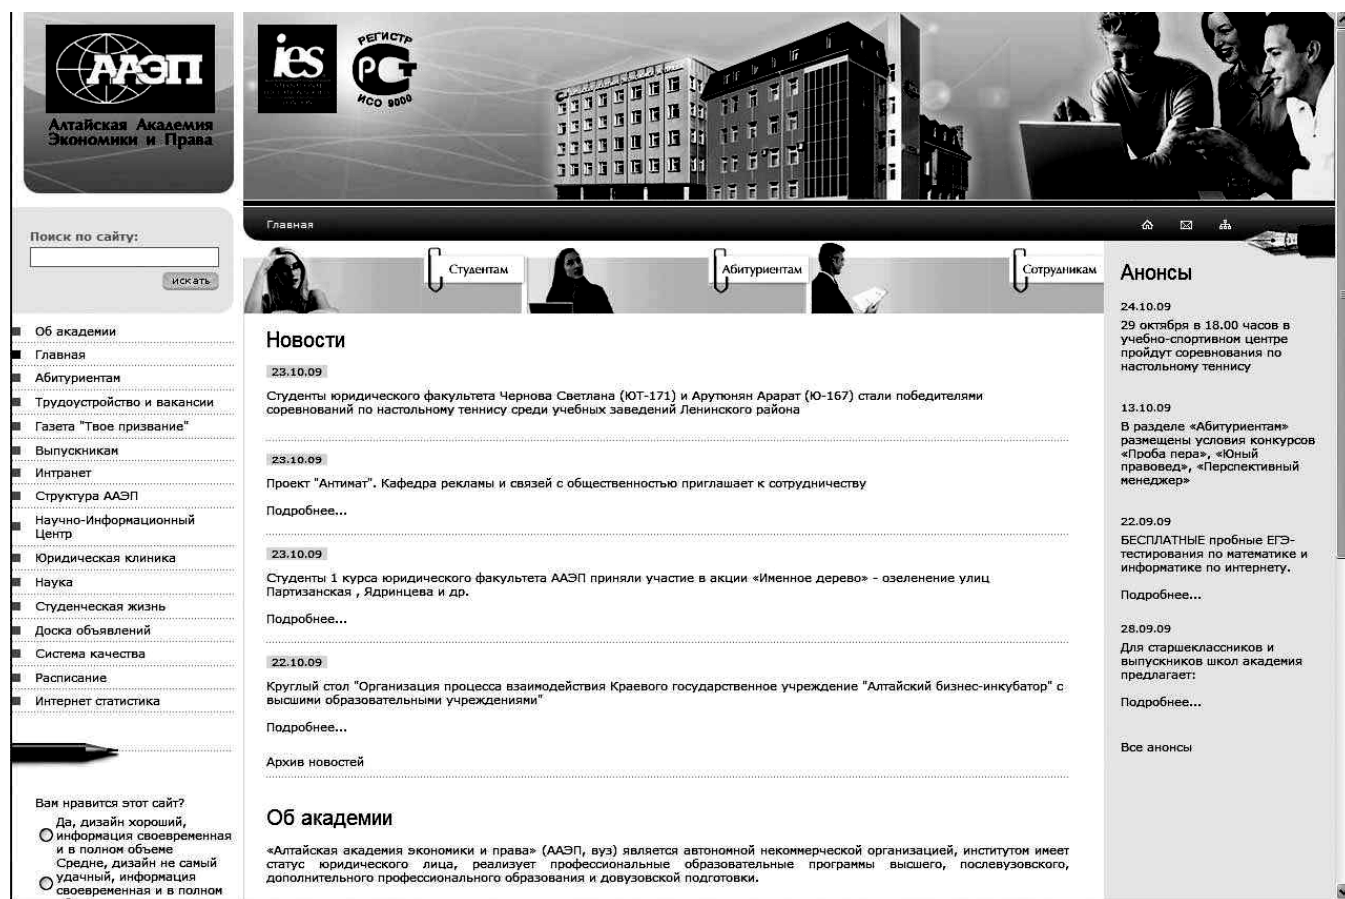 ААЭП
Алтайская Академия
Экономики и Права
ies
РЕГИСТР
РСТ
ИСО 9000
Поиск по сайту:
искать
Главная
Студентам
Абитуриентам
Сотрудникам
Об академии
Главная
Абитуриентам
Трудоустройство и вакансии
Газета "Твое призвание"
Выпускникам
Интранет
Структура ААЭП
Научно-Информационный
Центр
Юридическая клиника
Наука
Студенческая жизнь
Доска объявлений
Система качества
Расписание
Интернет статистика
Вам нравится этот сайт?
Да, дизайн хороший,
информация своевременная
и в полном объеме
Средне, дизайн не самый
удачный, информация
своевременная и в полном
Новости
23.10.09
Студенты юридического факультета Чернова Светлана (ЮТ-171) и Арутюнян Арарат (Ю-167) стали победителями
соревнований по настольному теннису среди учебных заведений Ленинского района
23.10.09
Проект "Антимат". Кафедра рекламы и связей с общественностью приглашает к сотрудничеству
Подробнее...
23.10.09
Студенты 1 курса юридического факультета ААЭП приняли участие в акции «Именное дерево» - озеленение улиц
Партизанская , Ядринцева и др.
Подробнее...
22.10.09
Круглый стол "Организация процесса взаимодействия Краевого государственное учреждение "Алтайский бизнес-инкубатор" с
высшими образовательными учреждениями"
Подробнее...
Архив новостей
Об академии
«Алтайская академия экономики и права» (ААЭП, вуз) является автономной некоммерческой организацией, институтом имеет
статус юридического лица, реализует профессиональные образовательные программы высшего, послевузовского,
дополнительного профессионального образования и довузовской подготовки.
Анонсы
24.10.09
29 октября в 18.00 часов в
учебно-спортивном центре
пройдут соревнования по
настольному теннису
13.10.09
В разделе «Абитуриентам»
размещены условия конкурсов
«Проба пера», «Юный
правовед», «Перспективный
менеджер»
22.09.09
БЕСПЛАТНЫЕ пробные ЕГЭ-
тестирования по математике и
информатике по интернету.
Подробнее...
28.09.09
Для старшеклассников и
выпускников школ академия
предлагает:
Подробнее...
Все анонсы